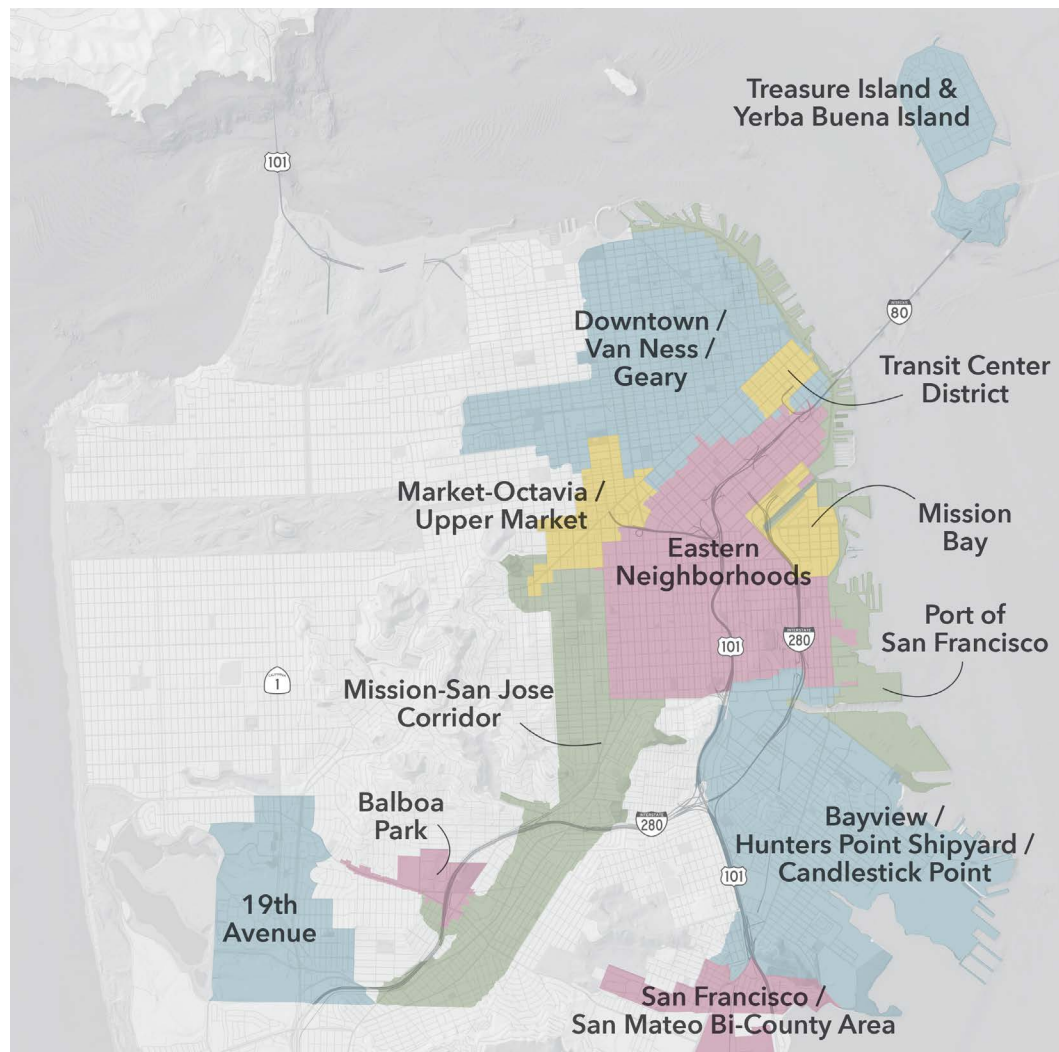 Treasure Island &
Yerba Buena Island
101
80
Downtown /
Van Ness /
Geary
Transit Center
District
Market-Octavia /
Upper Market
Mission
Bay
Eastern
Neighborhoods
Port of
San Francisco
101
280
1
Mission-San Jose
Corridor
Balboa
Park
280
Bayview /
Hunters Point Shipyard /
Candlestick Point
101
19th
Avenue
San Francisco /
San Mateo Bi-County Area